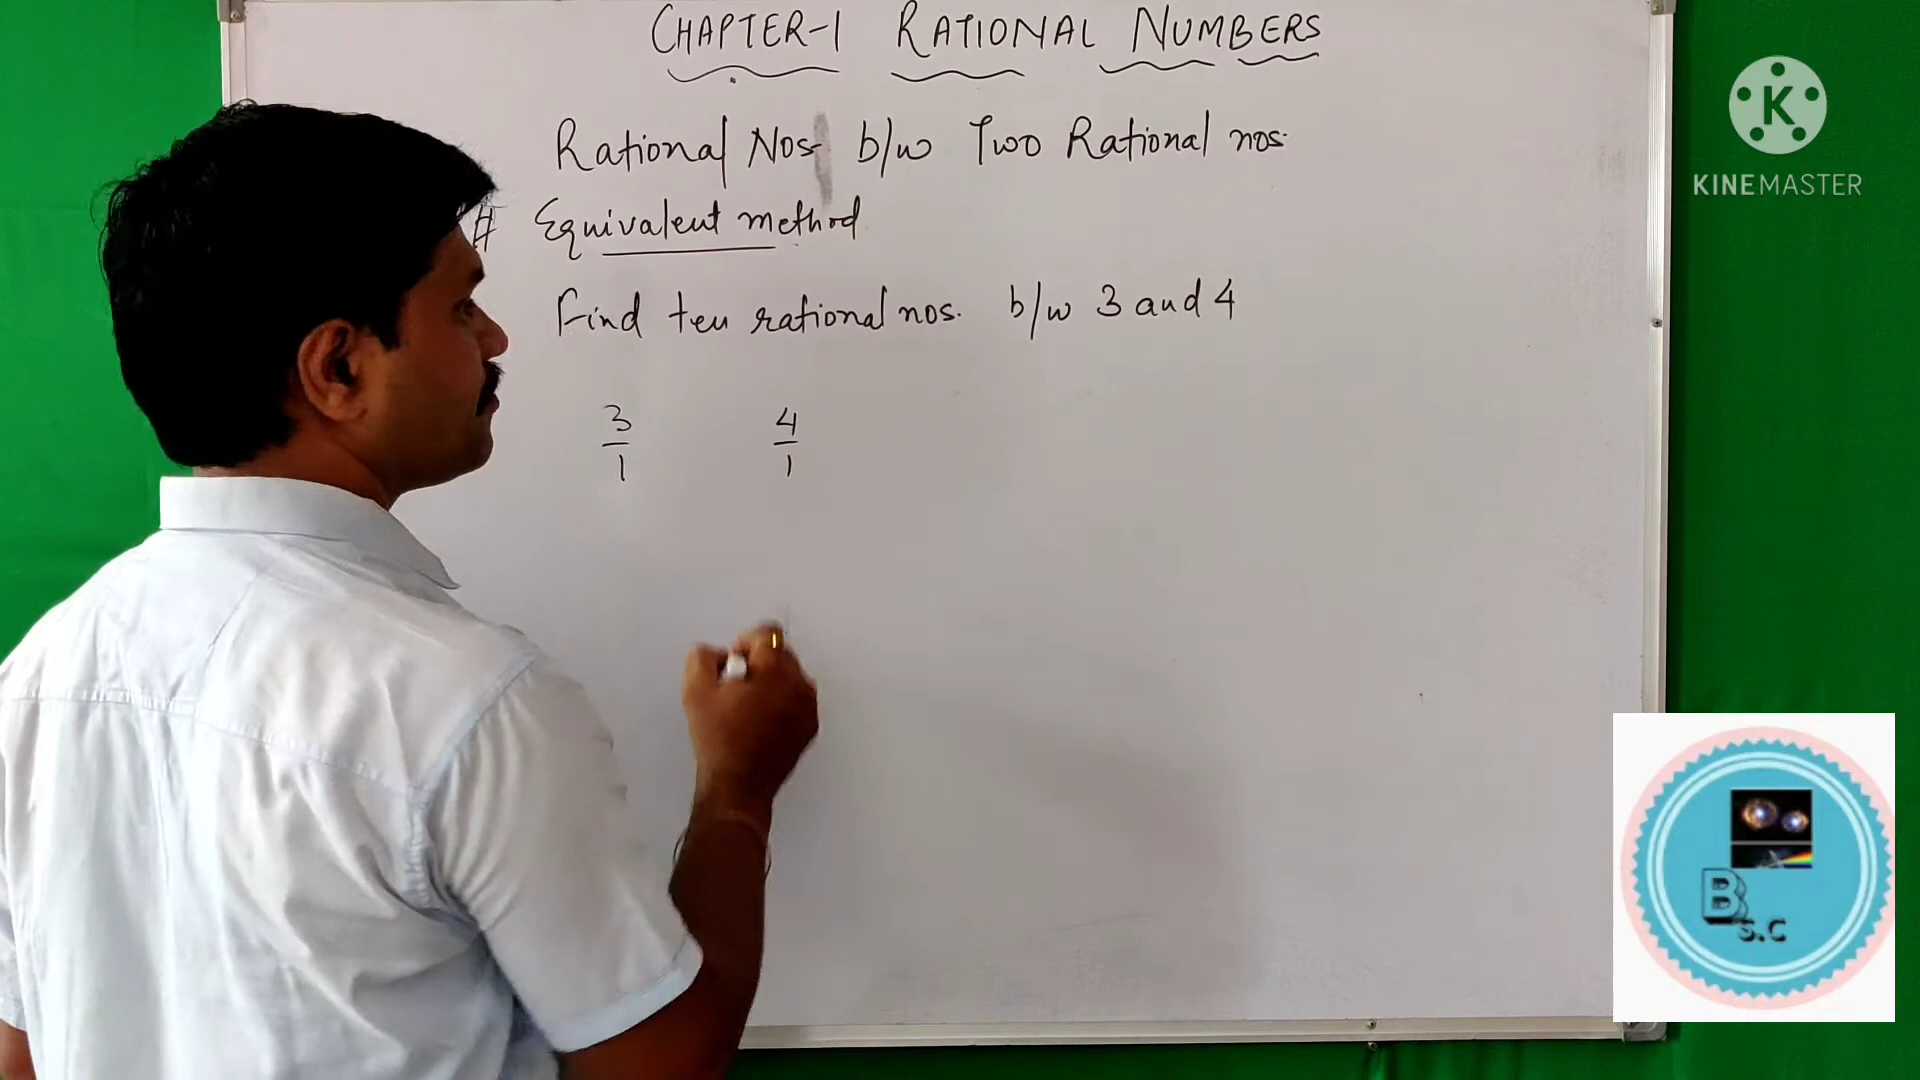 CHAPTER-1 RATIONAL NUMBERS
Rational Nos b/w Two Rational nos.
# Equivalent method
Find ten rational nos. b/w 3 and 4
3/1 4/1
K
KINEMASTER
B
S.C